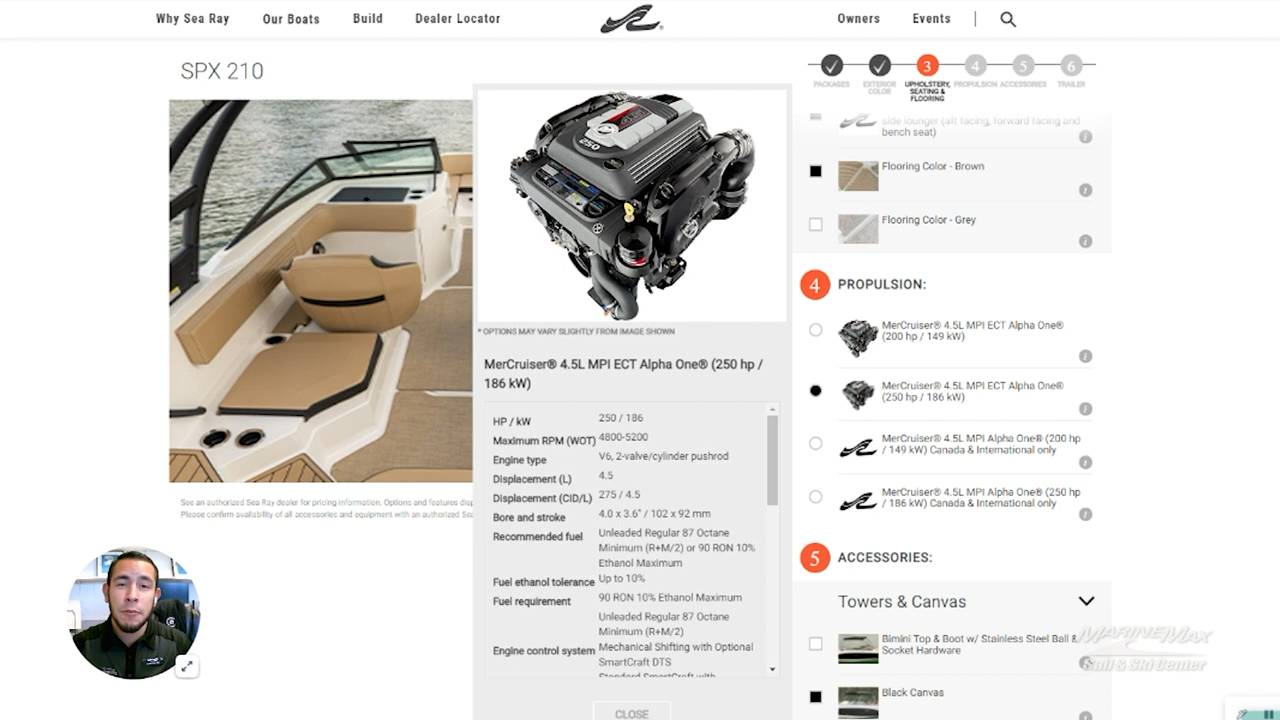 Why Sea Ray
Our Boats
Build
Dealer Locator
Owners
Events
SPX 210
3
4
5
6
PACKAGES
EXTERIOR
COLOR
UPHOLSTERY,
SEATING &
FLOORING
PROPULSION
ACCESSORIES
TRAILER
side lounger (aft facing, forward facing and
bench seat)
Flooring Color - Brown
Flooring Color - Grey
250
* OPTIONS MAY VARY SLIGHTLY FROM IMAGE SHOWN
MerCruiser® 4.5L MPI ECT Alpha One® (250 hp /
186 kW)
HP / kW 250 / 186
Maximum RPM (WOT) 4800-5200
Engine type V6, 2-valve/cylinder pushrod
Displacement (L) 4.5
Displacement (CID/L) 275 / 4.5
Bore and stroke 4.0 x 3.6" / 102 x 92 mm
Recommended fuel Unleaded Regular 87 Octane
Minimum (R+M/2) or 90 RON 10%
Ethanol Maximum
Fuel ethanol tolerance Up to 10%
Fuel requirement 90 RON 10% Ethanol Maximum
Unleaded Regular 87 Octane
Minimum (R+M/2)
Engine control system Mechanical Shifting with Optional
SmartCraft DTS
Standard SmartCraft with
CLOSE
4 PROPULSION:
MerCruiser® 4.5L MPI ECT Alpha One®
(200 hp / 149 kW)
MerCruiser® 4.5L MPI ECT Alpha One®
(250 hp / 186 kW)
MerCruiser® 4.5L MPI Alpha One® (200 hp
/ 149 kW) Canada & International only
MerCruiser® 4.5L MPI Alpha One® (250 hp
/ 186 kW) Canada & International only
5 ACCESSORIES:
Towers & Canvas
Bimini Top & Boot w/ Stainless Steel Ball &
Socket Hardware
Black Canvas
See an authorized Sea Ray dealer for pricing information. Options and features
Please confirm availability of all accessories and equipment with an authorized
MARINEMAX
Sail & Ski Center